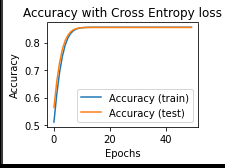 Accuracy with Cross Entropy loss
Accuracy
0.8
0.7
0.6
0.5
Accuracy (train)
Accuracy (test)
0 20 40
Epochs